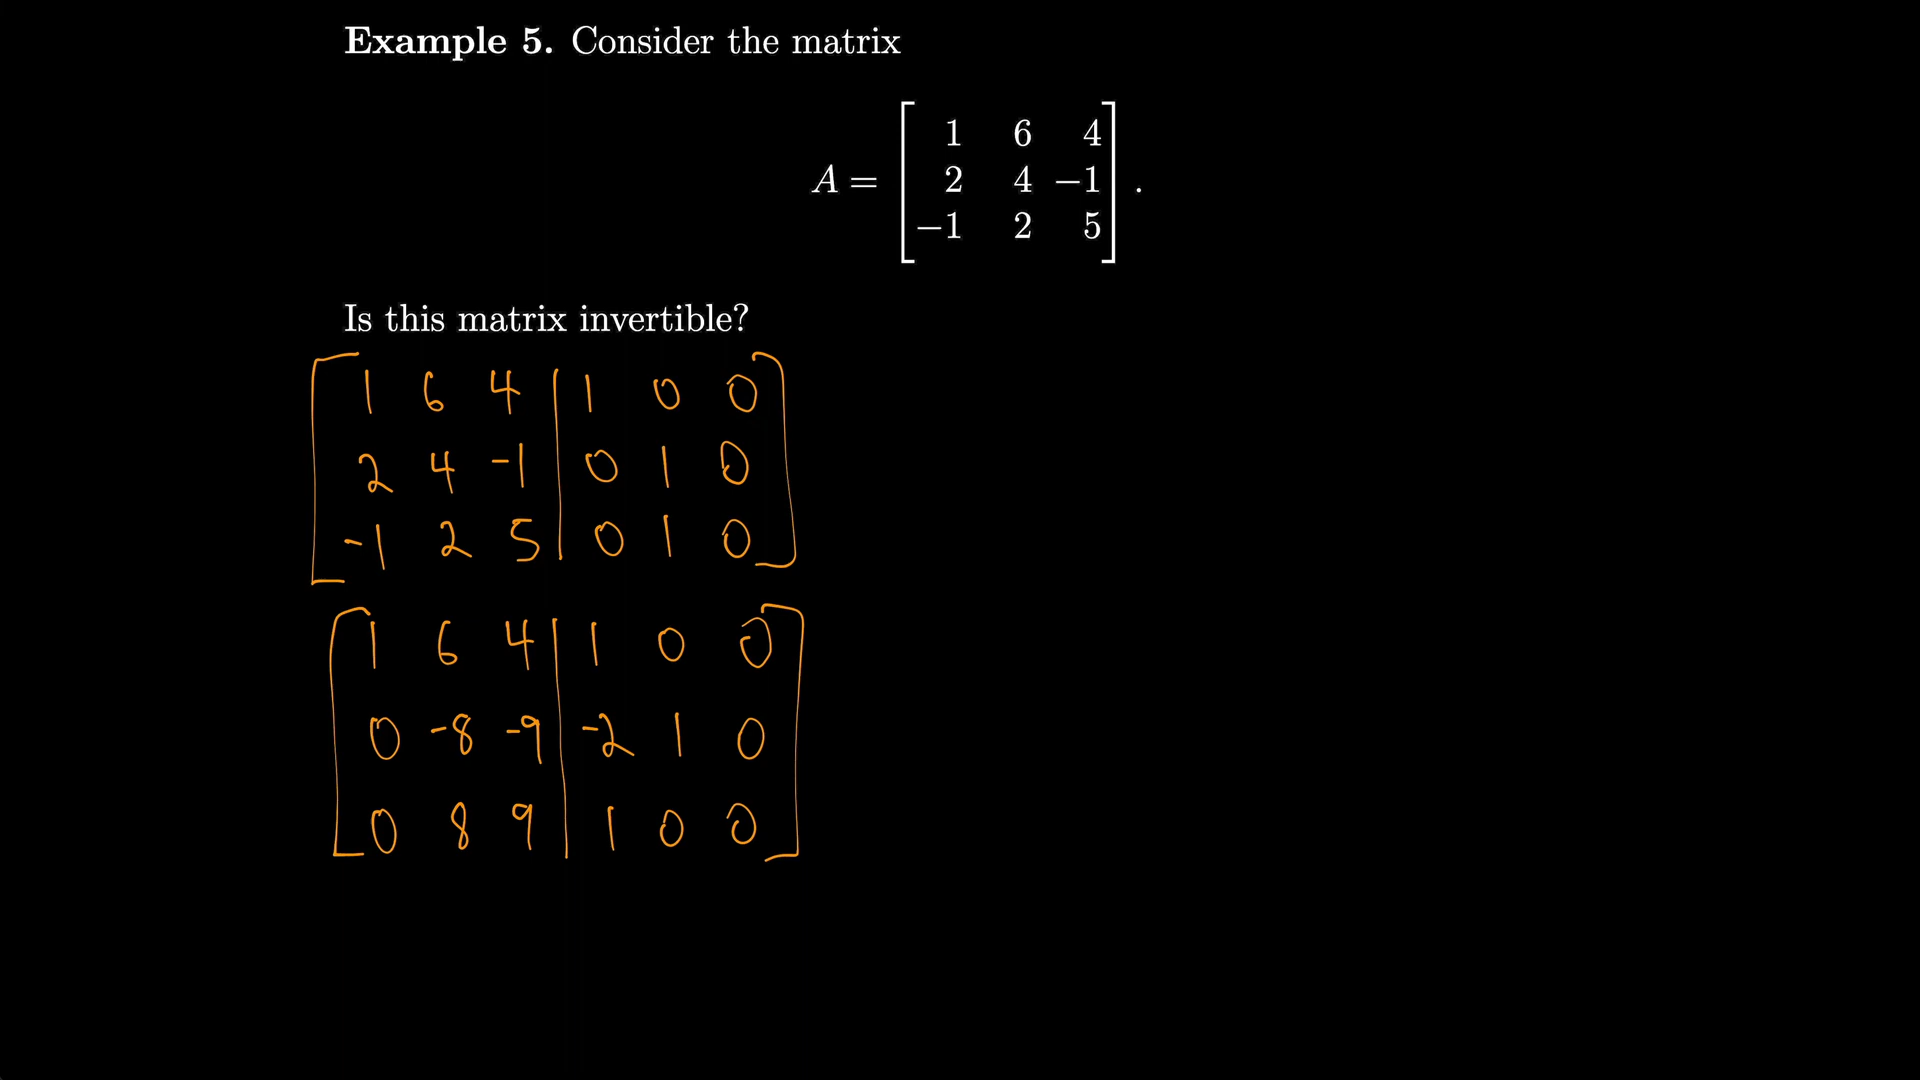 Example 5. Consider the matrix
1 6 4
A = 2 4 −1 .
−1 2 5
Is this matrix invertible?
1 6 4 | 1 0 0
2 4 -1 | 0 1 0
-1 2 5 | 0 1 0
1 6 4 | 1 0 0
0 -8 -9 | -2 1 0
0 8 9 | 1 0 0